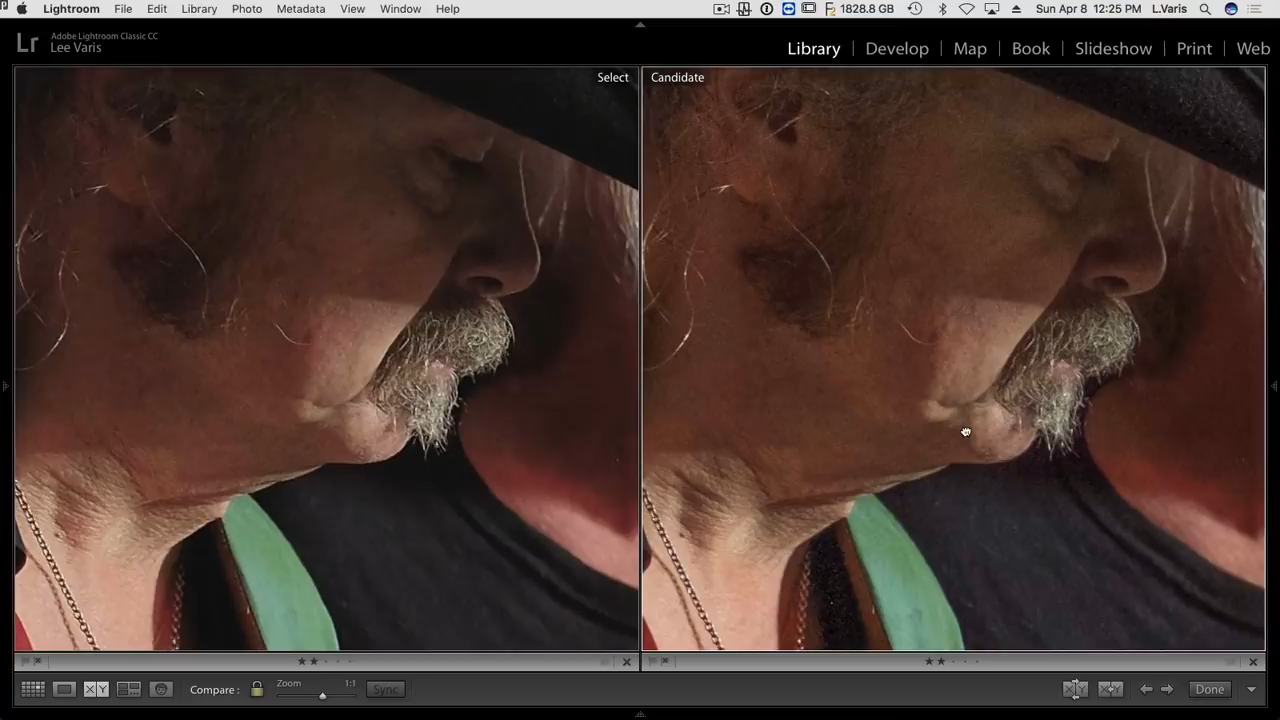 Lightroom File Edit Library Photo Metadata View Window Help 1828.8 GB Sun Apr 8 12:25 PM L.Varis
Lr Adobe Lightroom Classic CC
Lee Varis
Library | Develop | Map | Book | Slideshow | Print | Web
Select Candidate
Compare : Zoom 1:1 Sync Done